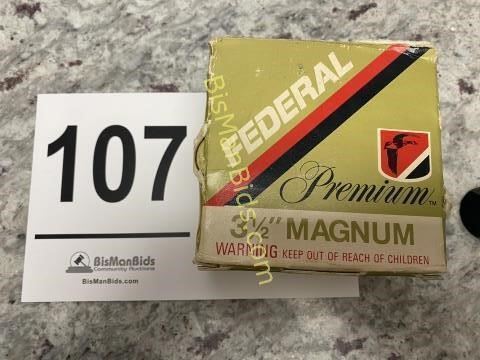 107
BisManBids
Community Auctions
BisManBids.com
FEDERAL
Premium™
3½" MAGNUM
WARNING KEEP OUT OF REACH OF CHILDREN
BisManBids.com